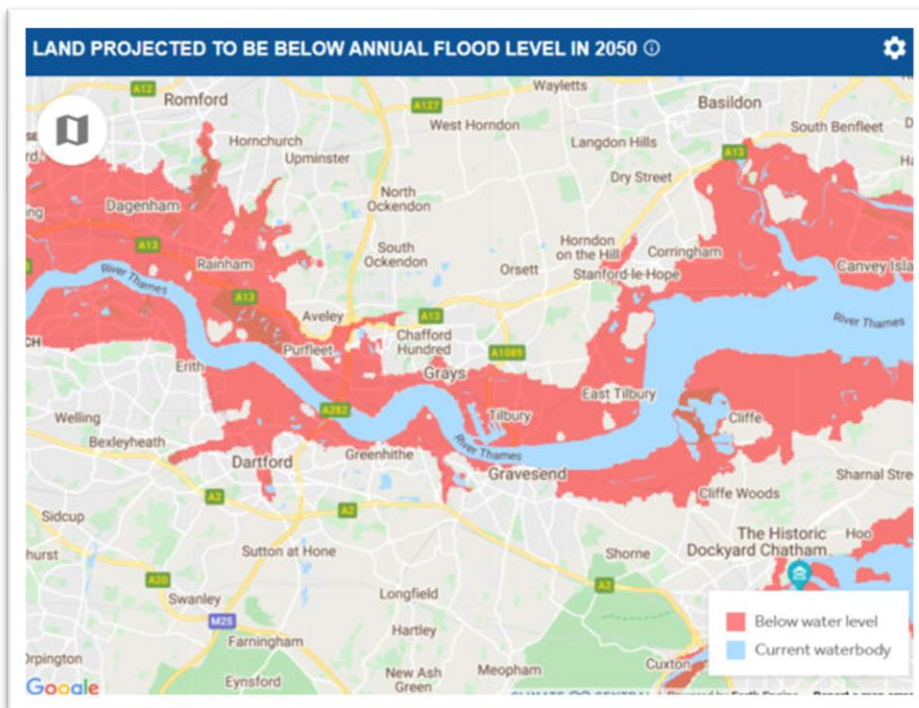 LAND PROJECTED TO BE BELOW ANNUAL FLOOD LEVEL IN 2050
A12
Romford
Wayletts
A127
Basildon
West Horndon
Hornchurch
Langdon Hills
South Benfleet
Upminster
A13
Dry Street
North
Ockendon
Dagenham
A13
South
Ockendon
Horndon
on the Hill
Corringham
Rainham
Orsett
Stanford-le-Hope
River Thames
A13
Aveley
A13
River Thames
Chafford
Hundred
Purfleet
A1089
Erith
Grays
East Tilbury
A282
Tilbury
Cliffe
Welling
Bexleyheath
River Thames
Greenhithe
Dartford
Gravesend
Sharnal
A2
Cliffe Woods
A2
Sidcup
The Historic
Dockyard Chatham
Hoo
Sutton at Hone
Shorne
A20
A2
Longfield
Swanley
M25
Below water level
Hartley
Farningham
Current waterbody
Cuxton
New Ash
Green
Meopham
Eynsford
Google